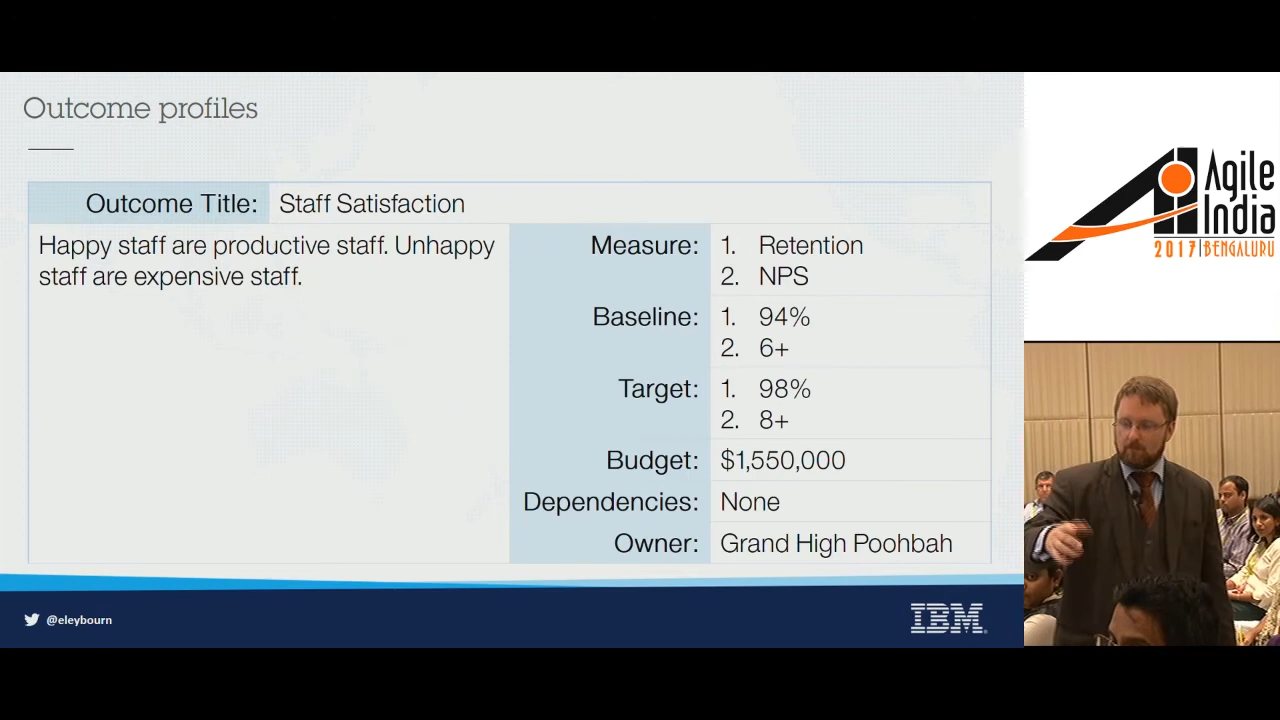 Outcome profiles
Outcome Title: Staff Satisfaction
Happy staff are productive staff. Unhappy
staff are expensive staff.
Measure: 1. Retention
2. NPS
Baseline: 1. 94%
2. 6+
Target: 1. 98%
2. 8+
Budget: $1,550,000
Dependencies: None
Owner: Grand High Poohbah
@eleybourn
IBM
Agile
India
2017 | BENGALURU